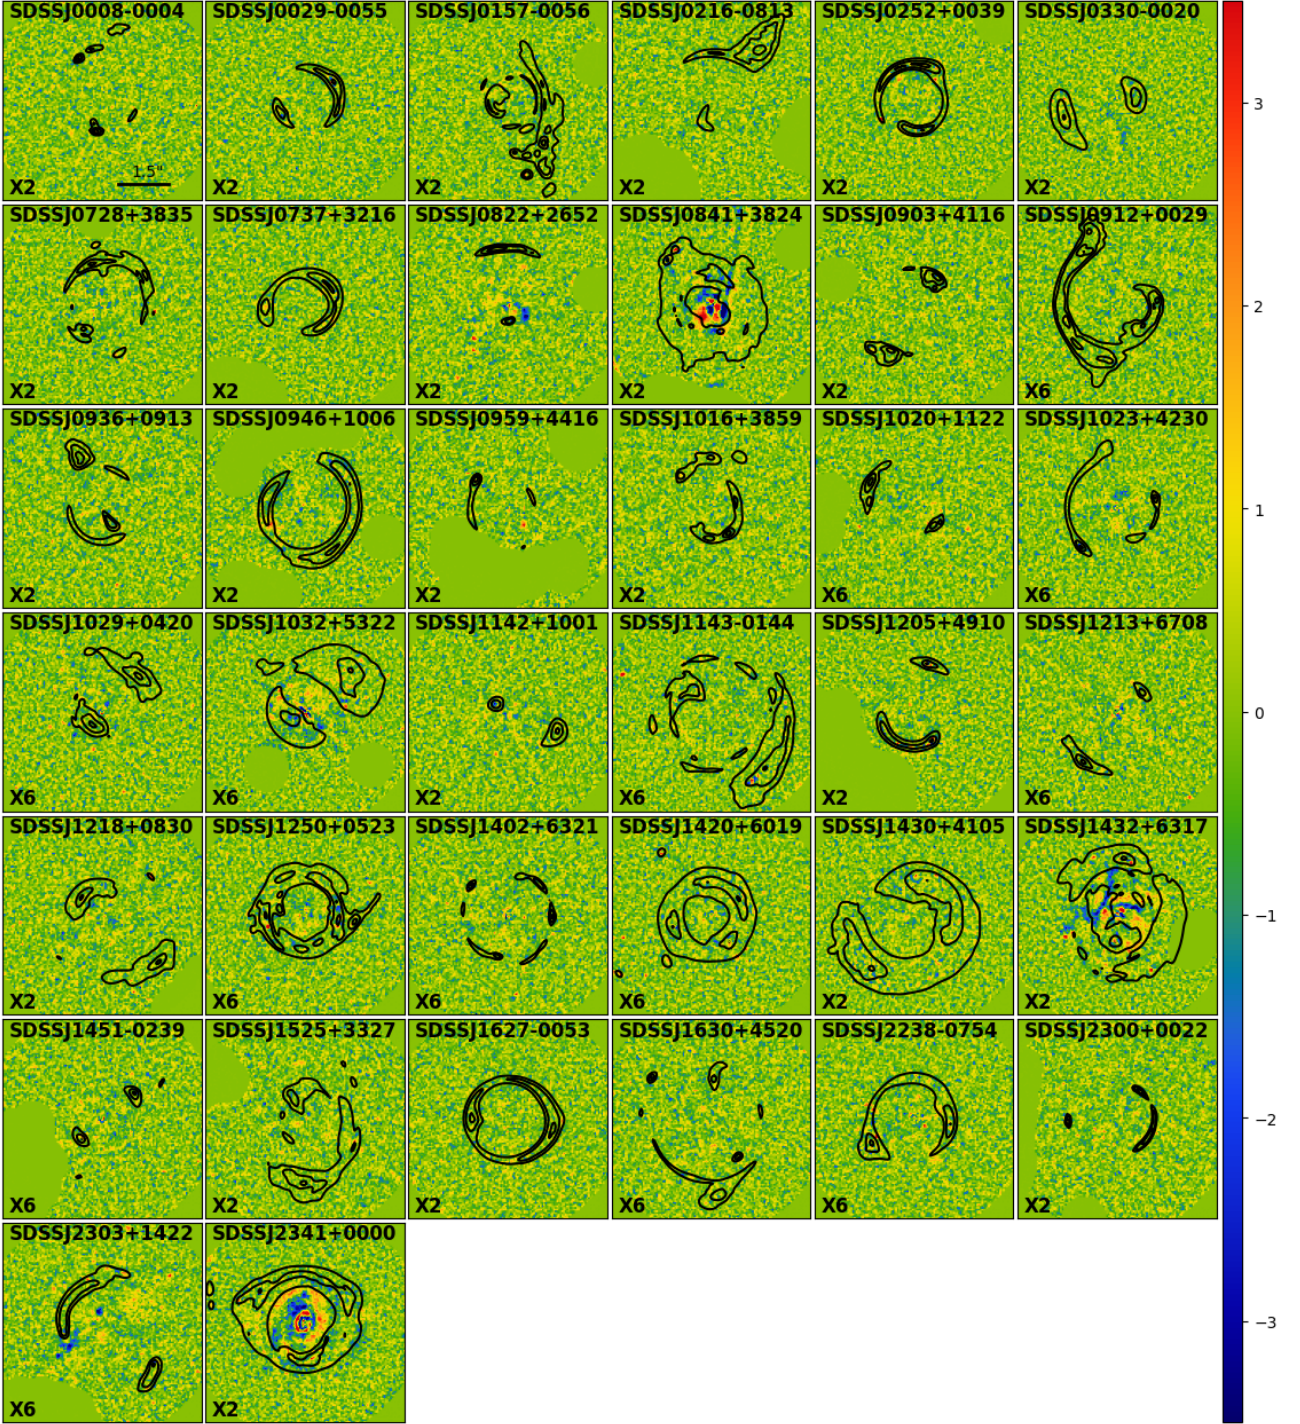 SDSSJ0008-0004
SDSSJ0029-0055
SDSSJ0157-0056
SDSSJ0216-0813
SDSSJ0252+0039
SDSSJ0330-0020
1.5"
X2
X2
X2
X2
X2
X6
SDSSJ0728+3835
SDSSJ0737+3216
SDSSJ0822+2652
SDSSJ0841+3824
SDSSJ0903+4116
SDSSJ0912+0029
X2
X2
X2
X2
X2
X6
SDSSJ0936+0913
SDSSJ0946+1006
SDSSJ0959+4416
SDSSJ1016+3859
SDSSJ1020+1122
SDSSJ1023+4230
X2
X2
X2
X2
X6
X6
SDSSJ1029+0420
SDSSJ1032+5322
SDSSJ1142+1001
SDSSJ1143-0144
SDSSJ1205+4910
SDSSJ1213+6708
X6
X6
X2
X6
X2
X6
SDSSJ1218+0830
SDSSJ1250+0523
SDSSJ1402+6321
SDSSJ1420+6019
SDSSJ1430+4105
SDSSJ1432+6317
X2
X6
X6
X6
X2
X2
SDSSJ1451-0239
SDSSJ1525+3327
SDSSJ1627-0053
SDSSJ1630+4520
SDSSJ2238-0754
SDSSJ2300+0022
X6
X2
X2
X6
X6
X2
SDSSJ2303+1422
SDSSJ2341+0000
X6
X2
3
2
1
0
−1
−2
−3